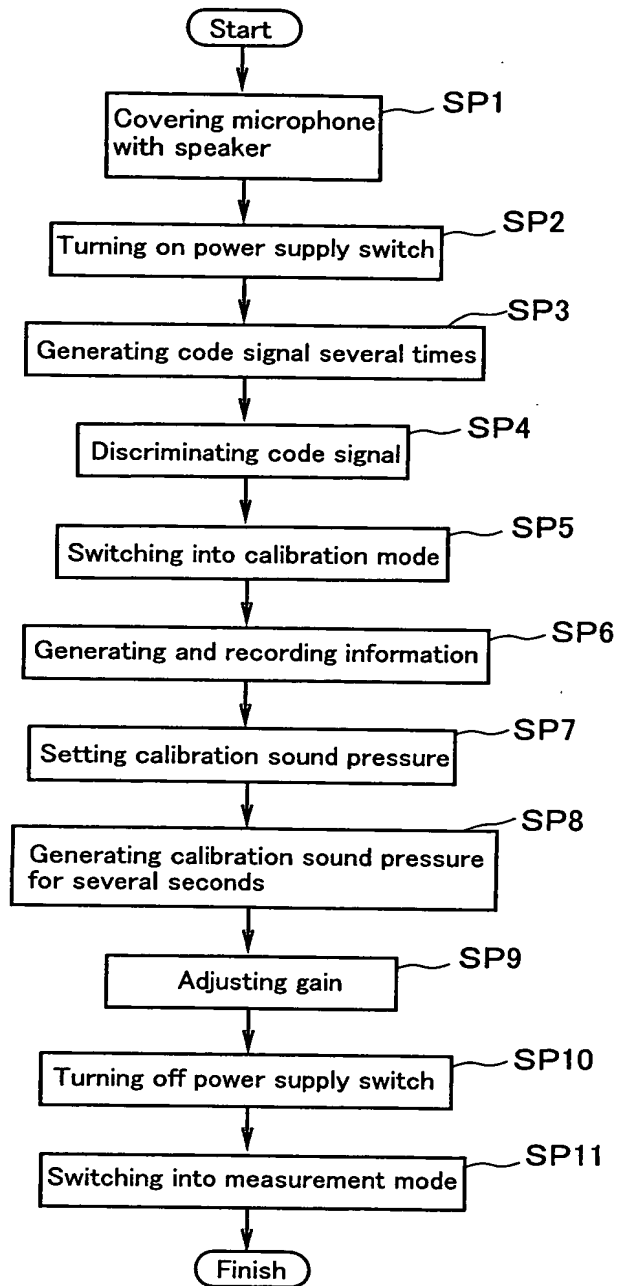 Start
SP1
Covering microphone
with speaker
SP2
Turning on power supply switch
SP3
Generating code signal several times
SP4
Discriminating code signal
SP5
Switching into calibration mode
SP6
Generating and recording information
SP7
Setting calibration sound pressure
SP8
Generating calibration sound pressure
for several seconds
SP9
Adjusting gain
SP10
Turning off power supply switch
SP11
Switching into measurement mode
Finish